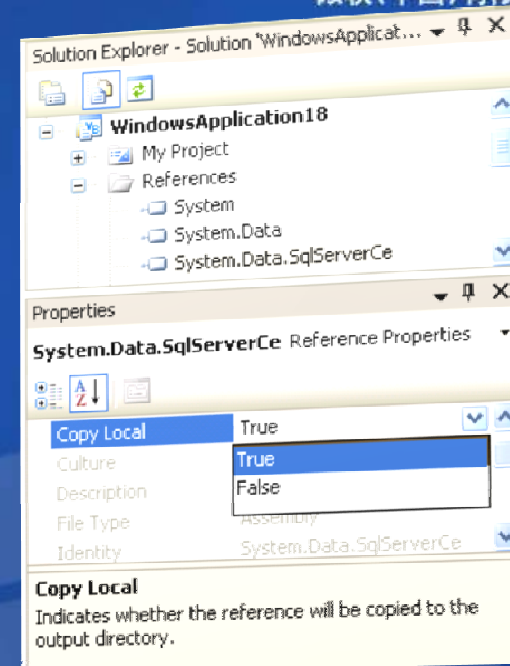 Solution Explorer - Solution 'WindowsApplicat...
WindowsApplication18
My Project
References
System
System.Data
System.Data.SqlServerCe
Properties
System.Data.SqlServerCe Reference Properties
Copy Local True
True
False
Culture
Description
File Type Assembly
Identity System.Data.SqlServerCe
Copy Local
Indicates whether the reference will be copied to the
output directory.